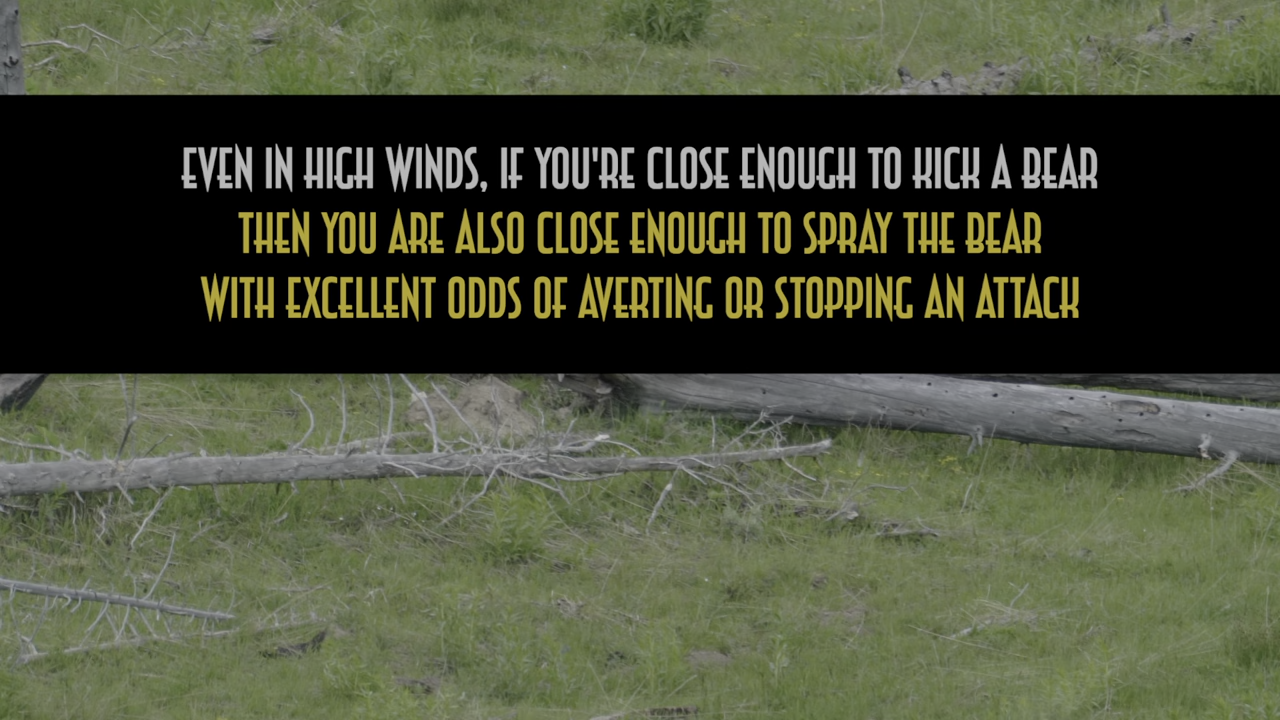 EVEN IN HIGH WINDS, IF YOU'RE CLOSE ENOUGH TO KICK A BEAR
THEN YOU ARE ALSO CLOSE ENOUGH TO SPRAY THE BEAR
WITH EXCELLENT ODDS OF AVERTING OR STOPPING AN ATTACK